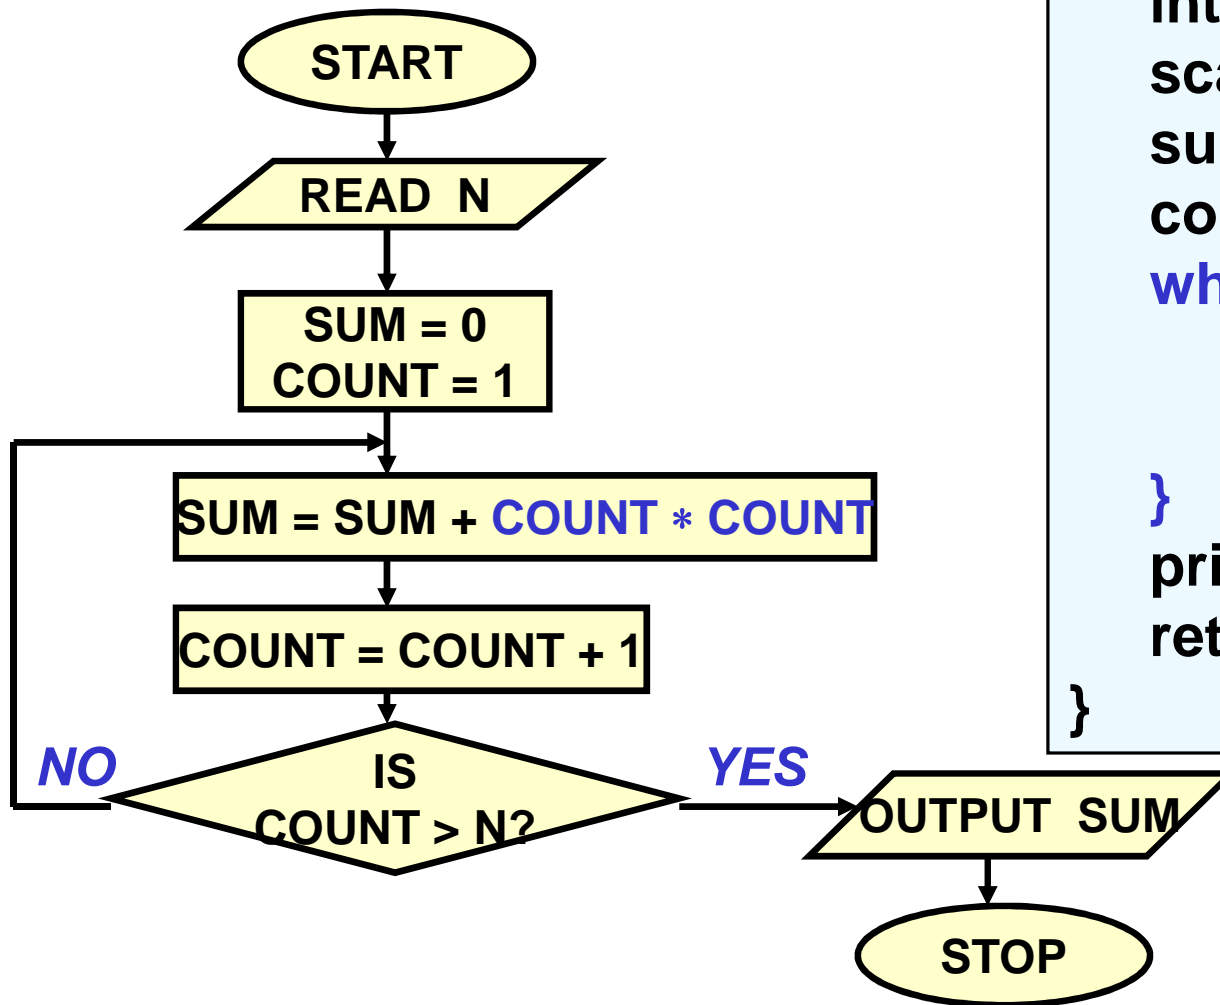 START
READ N
SUM = 0
COUNT = 1
SUM = SUM + COUNT * COUNT
COUNT = COUNT + 1
IS
COUNT > N?
NO
YES
OUTPUT SUM
STOP
int
}
}